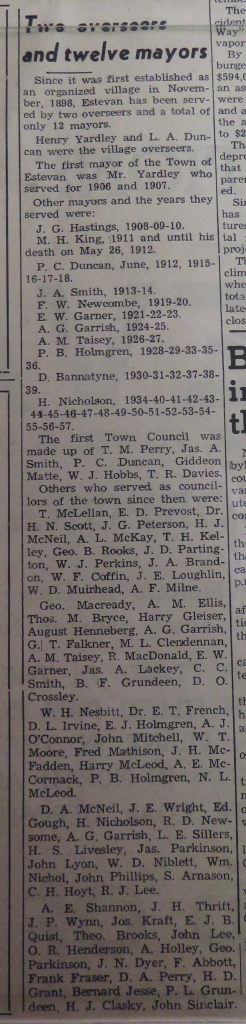 Two overseers
and twelve mayors
Since it was first established as
an organized village in Novem-
ber, 1898, Estevan has been serv-
ed by two overseers and a total of
only 12 mayors.
Henry Yardley and L. A. Dun-
can were the village overseers.
The first mayor of the Town of
Estevan was Mr. Yardley who
served for 1906 and 1907.
Other mayors and the years they
served were:
J. G. Hastings, 1908-09-10.
M. H. King, 1911 and until his
death on May 26, 1912.
P. C. Duncan, June, 1912, 1915-
16-17-18.
J. A. Smith, 1913-14.
F. W. Newcombe, 1919-20.
E. W. Garner, 1921-22-23.
A. G. Garrish, 1924-25.
A. M. Taisey, 1926-27.
P. B. Holmgren, 1928-29-33-35-
36.
D. Bannatyne, 1930-31-32-37-38-
39.
H. Nicholson, 1934-40-41-42-43-
44-45-46-47-48-49-50-51-52-53-54-
55-56-57.
The first Town Council was
made up of T. M. Perry, Jas. A.
Smith, P. C. Duncan, Giddeon
Matte, W. J. Hobbs, T. R. Davies.
Others who served as council-
lors of the town since then were:
T. McLellan, E. D. Prevost, Dr.
H. N. Scott, J. G. Peterson, H. J.
McNeil, A. L. McKay, T. H. Kel-
ley, Geo. B. Rooks, J. D. Parting-
ton, W. J. Perkins, J. A. Brand-
on, W. F. Coffin, J. E. Loughlin,
W. D. Muirhead, A. F. Milne.
Geo. Macready, A. M. Ellis,
Thos. M. Bryce, Harry Gleiser,
August Henneberg, A. G. Garrish,
G. T. Falkner, M. L. Clendennan,
A. M. Taisey, R. MacDonald, E. W.
Garner, Jas. A. Lackey, C. C.
Smith, B. F. Grundeen, D. O.
Crossley.
W. H. Nesbitt, Dr. E. T. French,
D. L. Irvine, E. J. Holmgren, A. J.
O'Connor, John Mitchell, W. T.
Moore, Fred Mathison, J. H. Mc-
Fadden, Harry McLeod, A. E. Mc-
Cormack, P. B. Holmgren, N. L.
McLeod.
D. A. McNeil, J. E. Wright, Ed.
Gough, H. Nicholson, R. D. New-
some, A. G. Garrish, L. E. Sillers,
H. S. Livesley, Jas. Parkinson,
John Lyon, W. D. Niblett, Wm.
Nichol, John Phillips, S. Arnason,
C. H. Hoyt, R. J. Lee.
A. E. Shannon, J. H. Thrift,
J. P. Wynn, Jos. Kraft, E. J. B.
Quist, Theo. Brooks, John Lee,
O. R. Henderson, A. Holley, Geo.
Parkinson, J. N. Dyer, F. Abbott,
Frank Fraser, D. A. Perry, H. D.
Grant, Bernard Jesse, P. L. Grun-
deen, H. J. Clasky, John Sinclair.